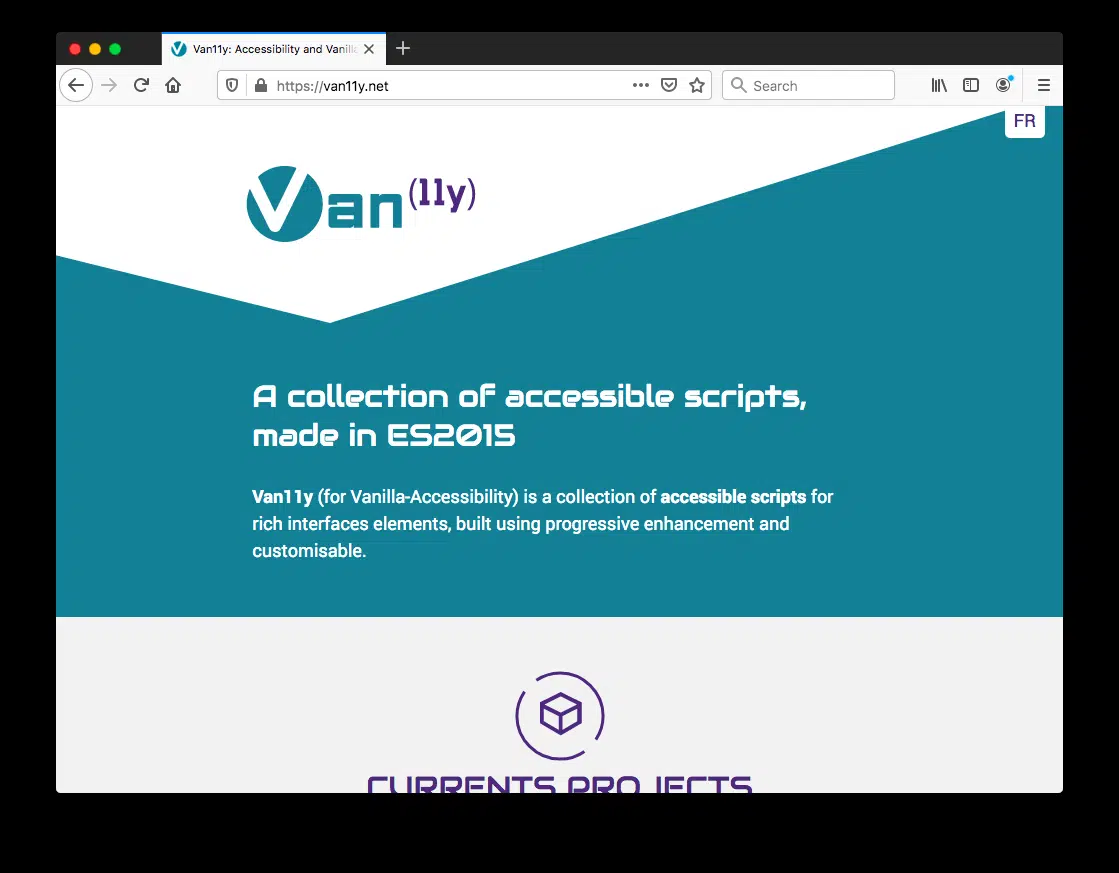 Van11y: Accessibility and Vanill
https://van11y.net
Search
FR
Van (11y)
A collection of accessible scripts,
made in ES2015
Van11y (for Vanilla-Accessibility) is a collection of accessible scripts for
rich interfaces elements, built using progressive enhancement and
customisable.
CURRENTS PROJECTS